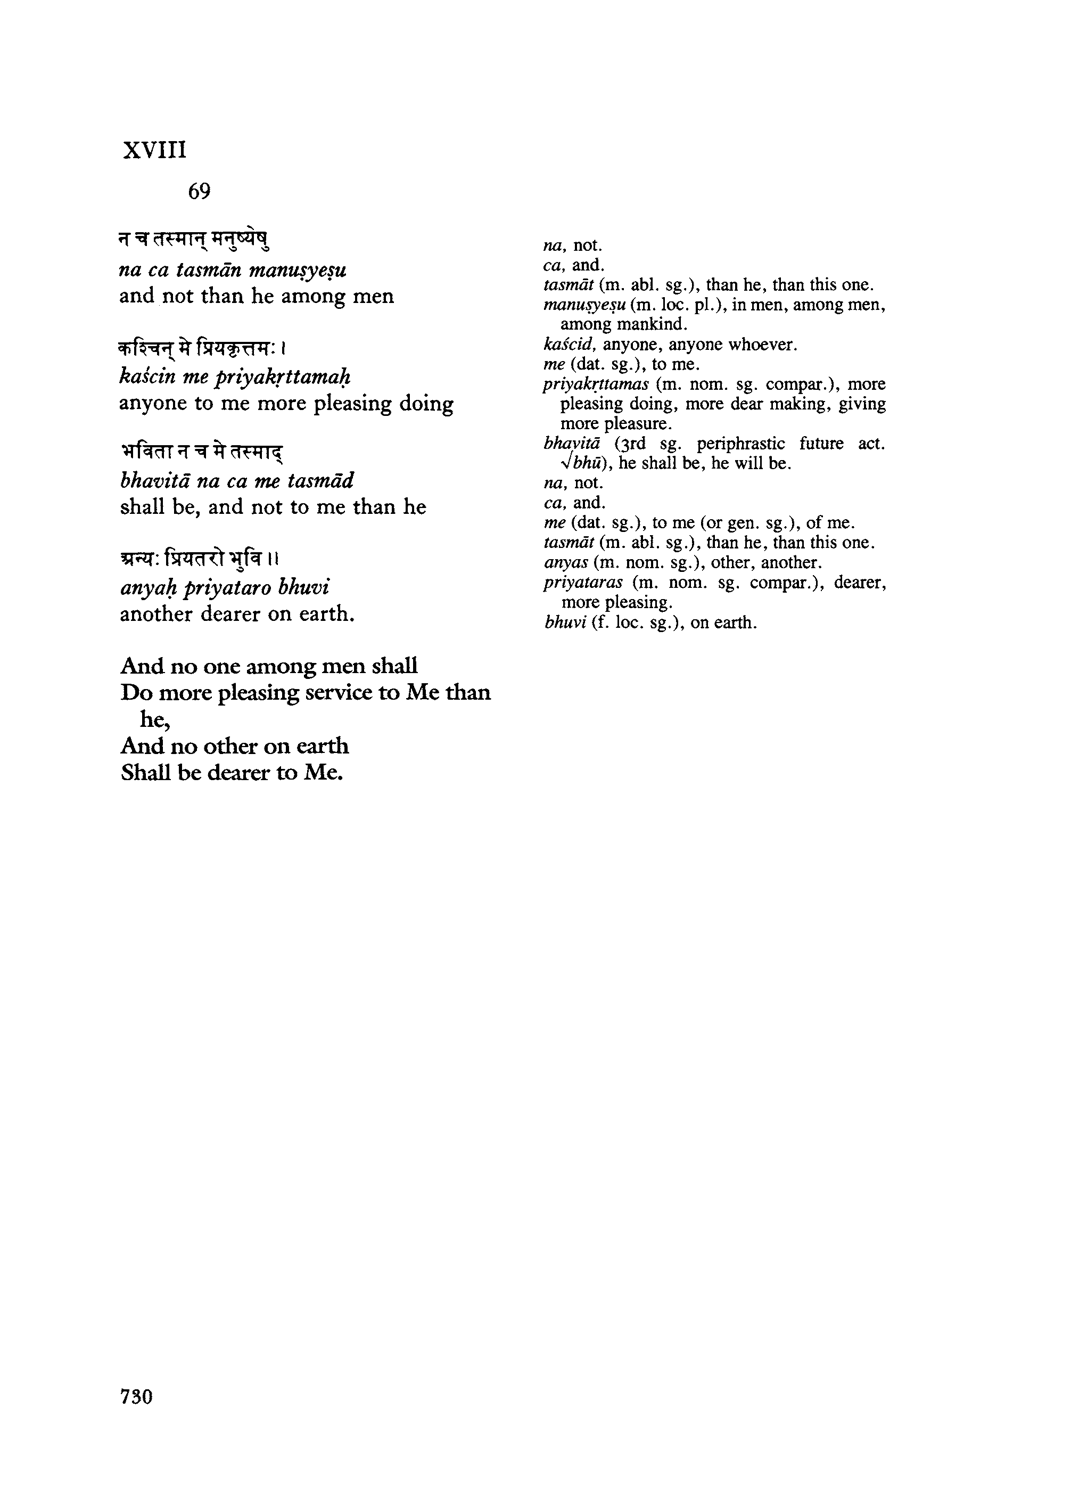 XVIII
69
न च तस्मान् मनुष्येषु
na ca tasmān manuṣyeṣu
and not than he among men
कश्चिन् मे प्रियकृत्तमः ।
kaścin me priyakṛttamaḥ
anyone to me more pleasing doing
भविता न च मे तस्माद्
bhavitā na ca me tasmād
shall be, and not to me than he
अन्यः प्रियतरो भुवि ॥
anyaḥ priyataro bhuvi
another dearer on earth.
And no one among men shall
Do more pleasing service to Me than
he,
And no other on earth
Shall be dearer to Me.
na, not.
ca, and.
tasmāt (m. abl. sg.), than he, than this one.
manuṣyeṣu (m. loc. pl.), in men, among men,
among mankind.
kaścid, anyone, anyone whoever.
me (dat. sg.), to me.
priyakṛttamas (m. nom. sg. compar.), more
pleasing doing, more dear making, giving
more pleasure.
bhavitā (3rd sg. periphrastic future act.
√bhū), he shall be, he will be.
na, not.
ca, and.
me (dat. sg.), to me (or gen. sg.), of me.
tasmāt (m. abl. sg.), than he, than this one.
anyas (m. nom. sg.), other, another.
priyataras (m. nom. sg. compar.), dearer,
more pleasing.
bhuvi (f. loc. sg.), on earth.
730